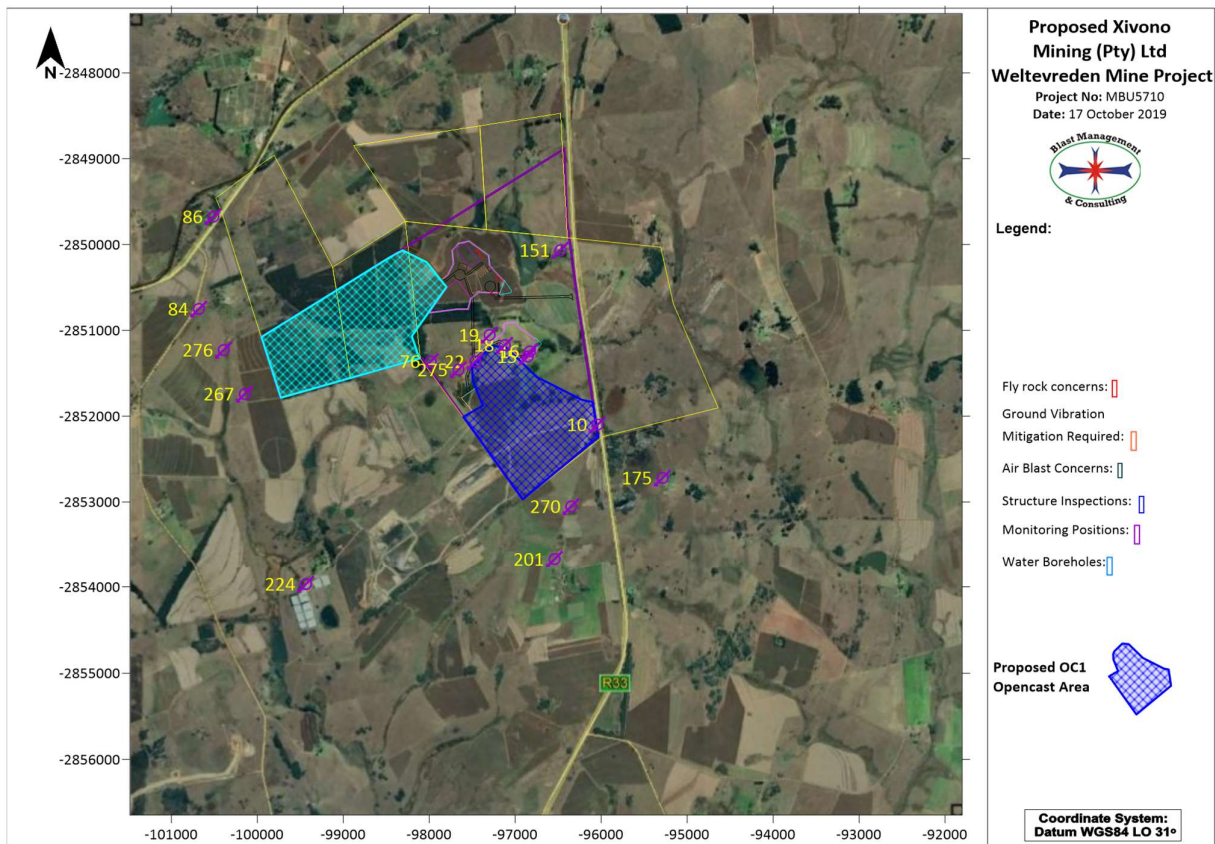 N
-2848000
-2849000
-2850000
-2851000
-2852000
-2853000
-2854000
-2855000
-2856000
-101000
-100000
-99000
-98000
-97000
-96000
-95000
-94000
-93000
-92000
86
151
84
276
267
19
18
16
15
76
275
22
10
175
270
201
224
R33
Proposed Xivono
Mining (Pty) Ltd
Weltevreden Mine Project
Project No: MBU5710
Date: 17 October 2019
Blast Management
& Consulting
Legend:
Fly rock concerns:
Ground Vibration
Mitigation Required:
Air Blast Concerns:
Structure Inspections:
Monitoring Positions:
Water Boreholes:
Proposed OC1
Opencast Area
Coordinate System:
Datum WGS84 LO 31º